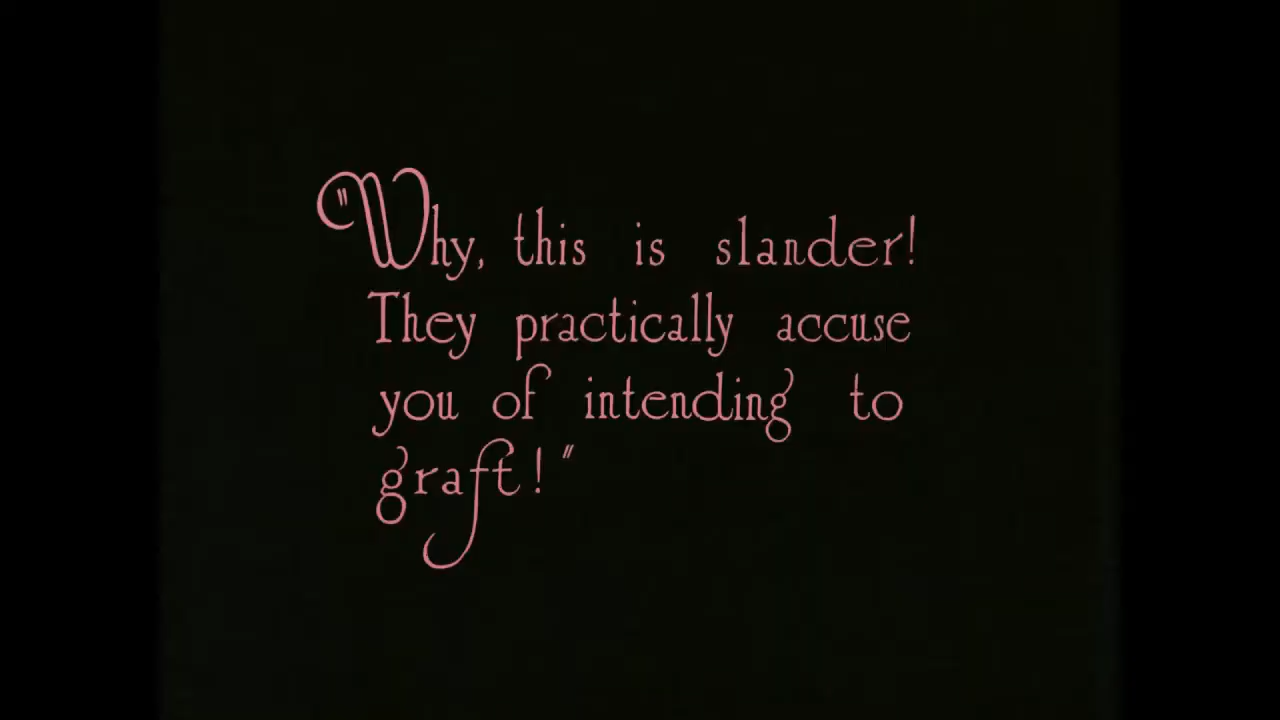 "Why, this is slander!
They practically accuse
you of intending to
graft!"